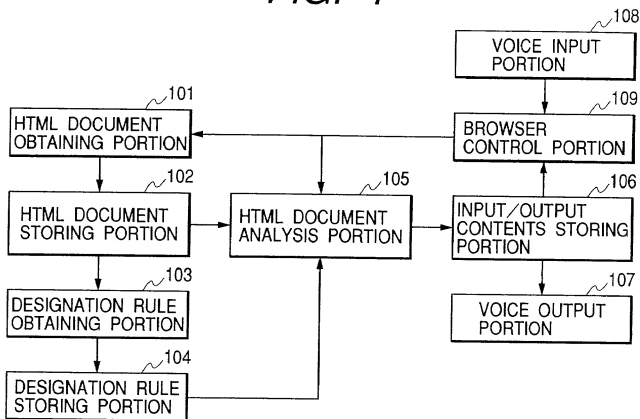 108
VOICE INPUT
PORTION
101
109
HTML DOCUMENT
OBTAINING PORTION
BROWSER
CONTROL PORTION
102
105
106
HTML DOCUMENT
STORING PORTION
HTML DOCUMENT
ANALYSIS PORTION
INPUT/OUTPUT
CONTENTS STORING
PORTION
103
107
DESIGNATION RULE
OBTAINING PORTION
VOICE OUTPUT
PORTION
104
DESIGNATION RULE
STORING PORTION